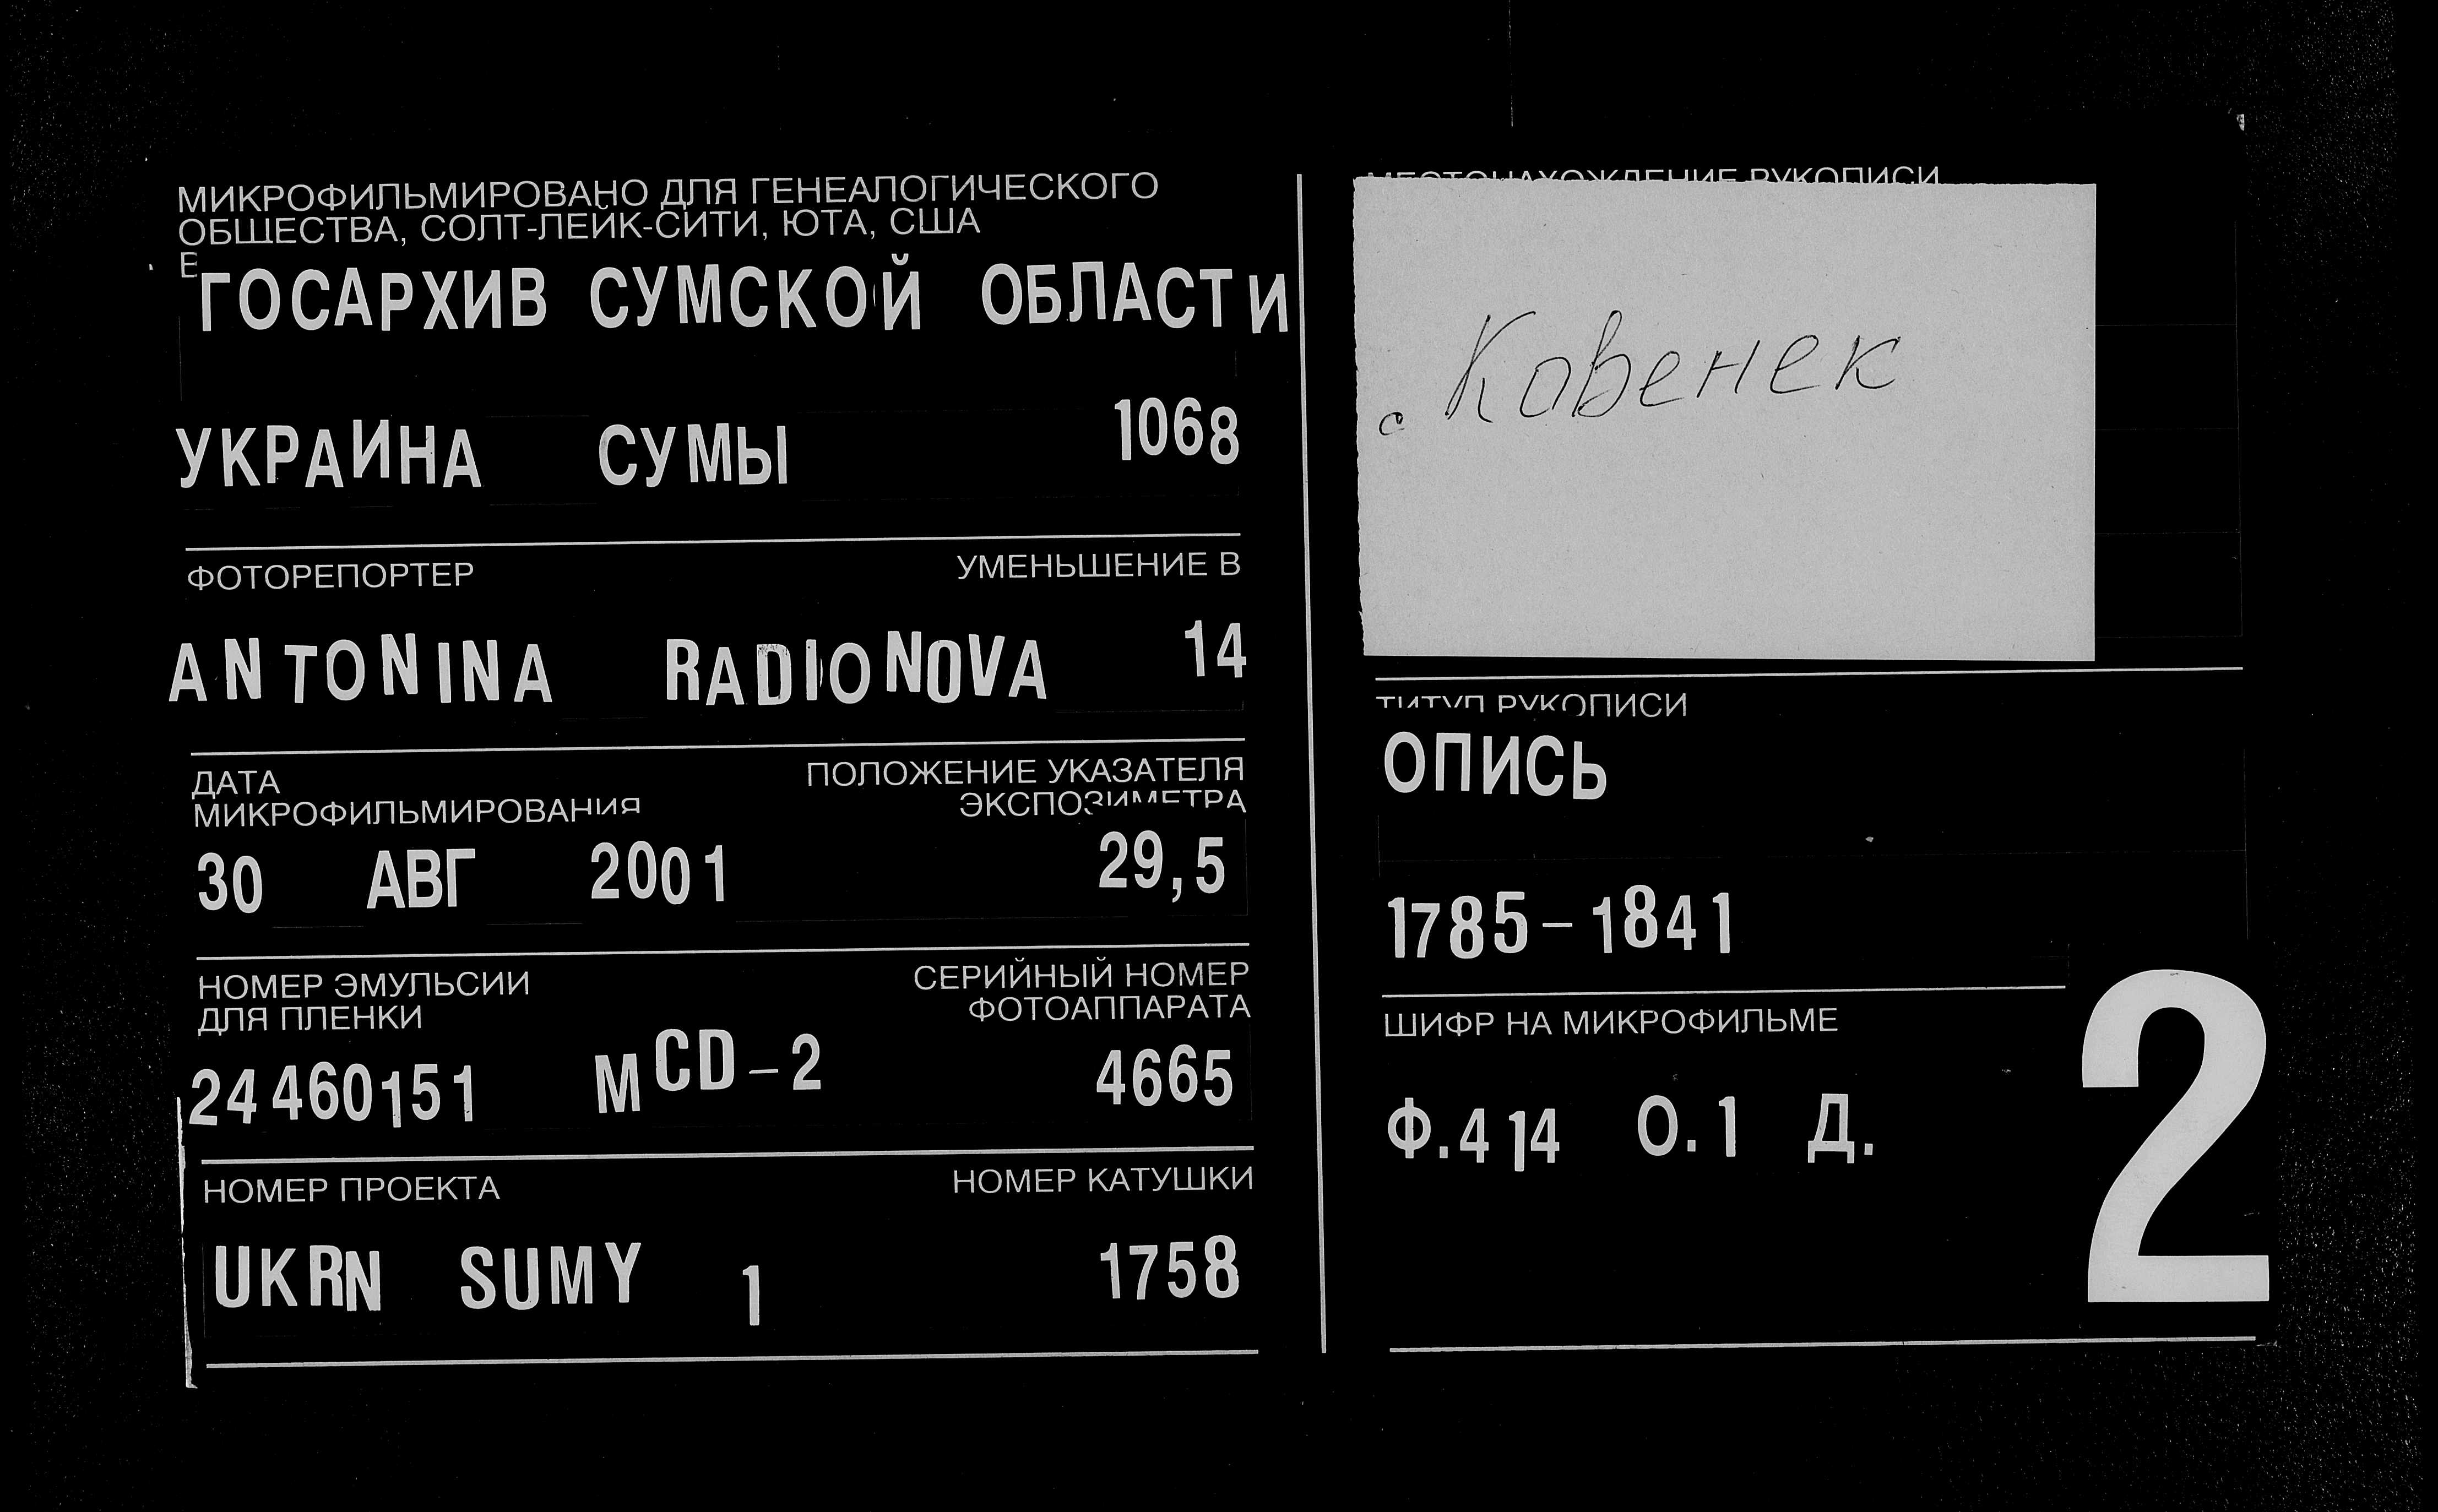 МИКРОФИЛЬМИРОВАНО ДЛЯ ГЕНЕАЛОГИЧЕСКОГО
ОБЩЕСТВА, СОЛТ-ЛЕЙК-СИТИ, ЮТА, США
В
ГОСАРХИВ СУМСКОЙ ОБЛАСТИ
УКРАИНА СУМЫ 1068
ФОТОРЕПОРТЕР УМЕНЬШЕНИЕ В
ANTONINA RADIONOVA 14
ДАТА
МИКРОФИЛЬМИРОВАНИЯ
ПОЛОЖЕНИЕ УКАЗАТЕЛЯ
ЭКСПОЗИМЕТРА
30 АВГ 2001 29,5
НОМЕР ЭМУЛЬСИИ
ДЛЯ ПЛЕНКИ
СЕРИЙНЫЙ НОМЕР
ФОТОАППАРАТА
24460151 MCD-2 4665
НОМЕР ПРОЕКТА НОМЕР КАТУШКИ
UKRN SUMY 1 1758
МЕСТОНАХОЖДЕНИЕ РУКОПИСИ
с. Ковенек
ТИТУЛ РУКОПИСИ
ОПИСЬ
1785-1841
ШИФР НА МИКРОФИЛЬМЕ
Ф.414 О.1 Д.
2